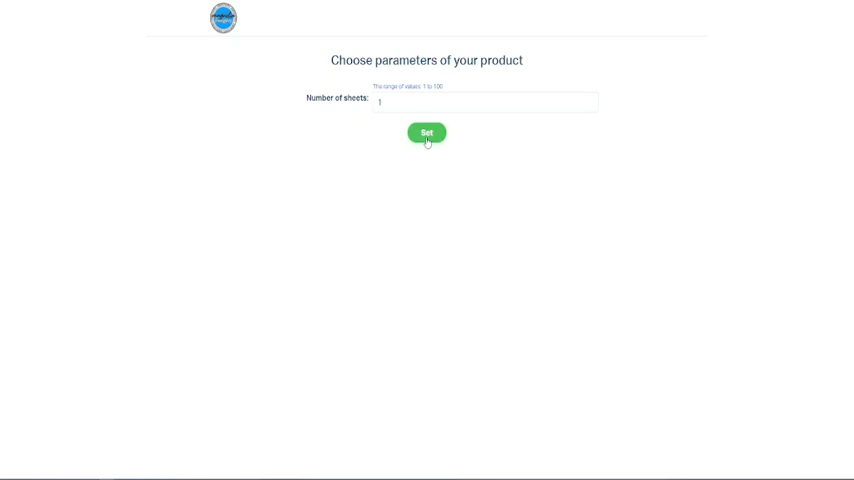 Choose parameters of your product
The range of values: 1 to 100
Number of sheets:
1
Set